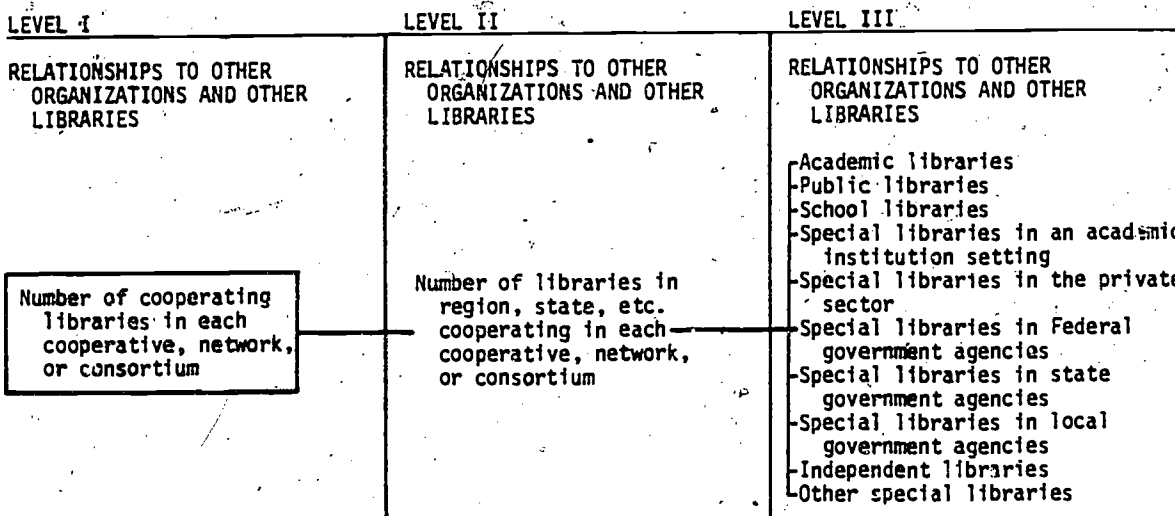 LEVEL I
RELATIONSHIPS TO OTHER
ORGANIZATIONS AND OTHER
LIBRARIES
Number of cooperating
libraries in each
cooperative, network,
or consortium
LEVEL II
RELATIONSHIPS TO OTHER
ORGANIZATIONS AND OTHER
LIBRARIES
Number of libraries in
region, state, etc.
cooperating in each
cooperative, network,
or consortium
LEVEL III
RELATIONSHIPS TO OTHER
ORGANIZATIONS AND OTHER
LIBRARIES
Academic libraries
Public libraries
School libraries
Special libraries in an academic
institution setting
Special libraries in the private
sector
Special libraries in Federal
government agencies
Special libraries in state
government agencies
Special libraries in local
government agencies
Independent libraries
Other special libraries